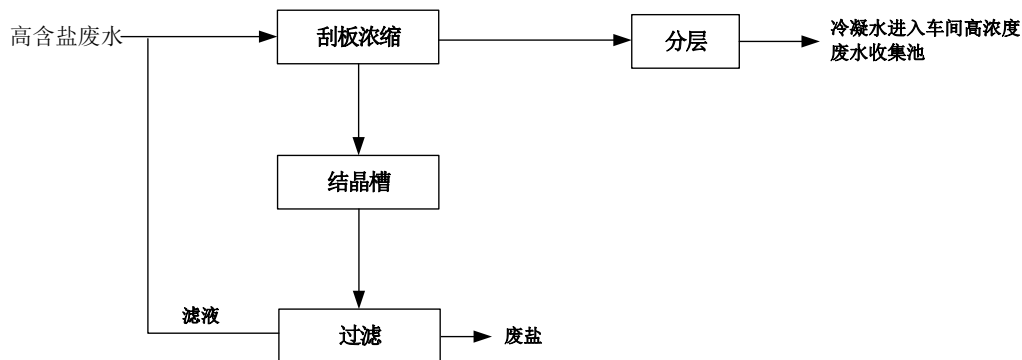 高含盐废水
刮板浓缩
分层
冷凝水进入车间高浓度
废水收集池
结晶槽
滤液
过滤
废盐